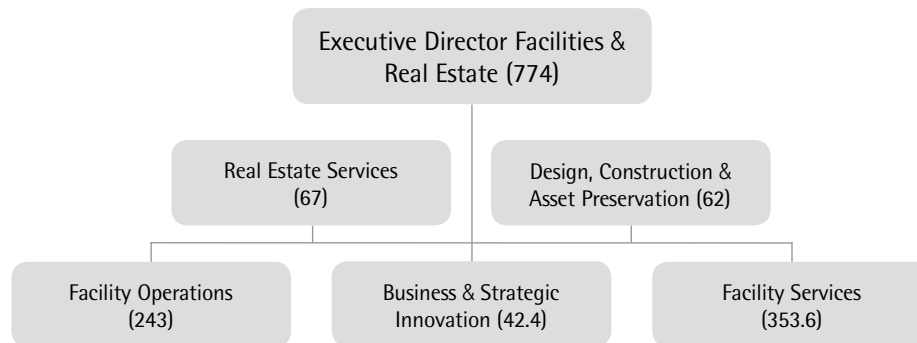 Executive Director Facilities &
Real Estate (774)
Real Estate Services
(67)
Design, Construction &
Asset Preservation (62)
Facility Operations
(243)
Business & Strategic
Innovation (42.4)
Facility Services
(353.6)